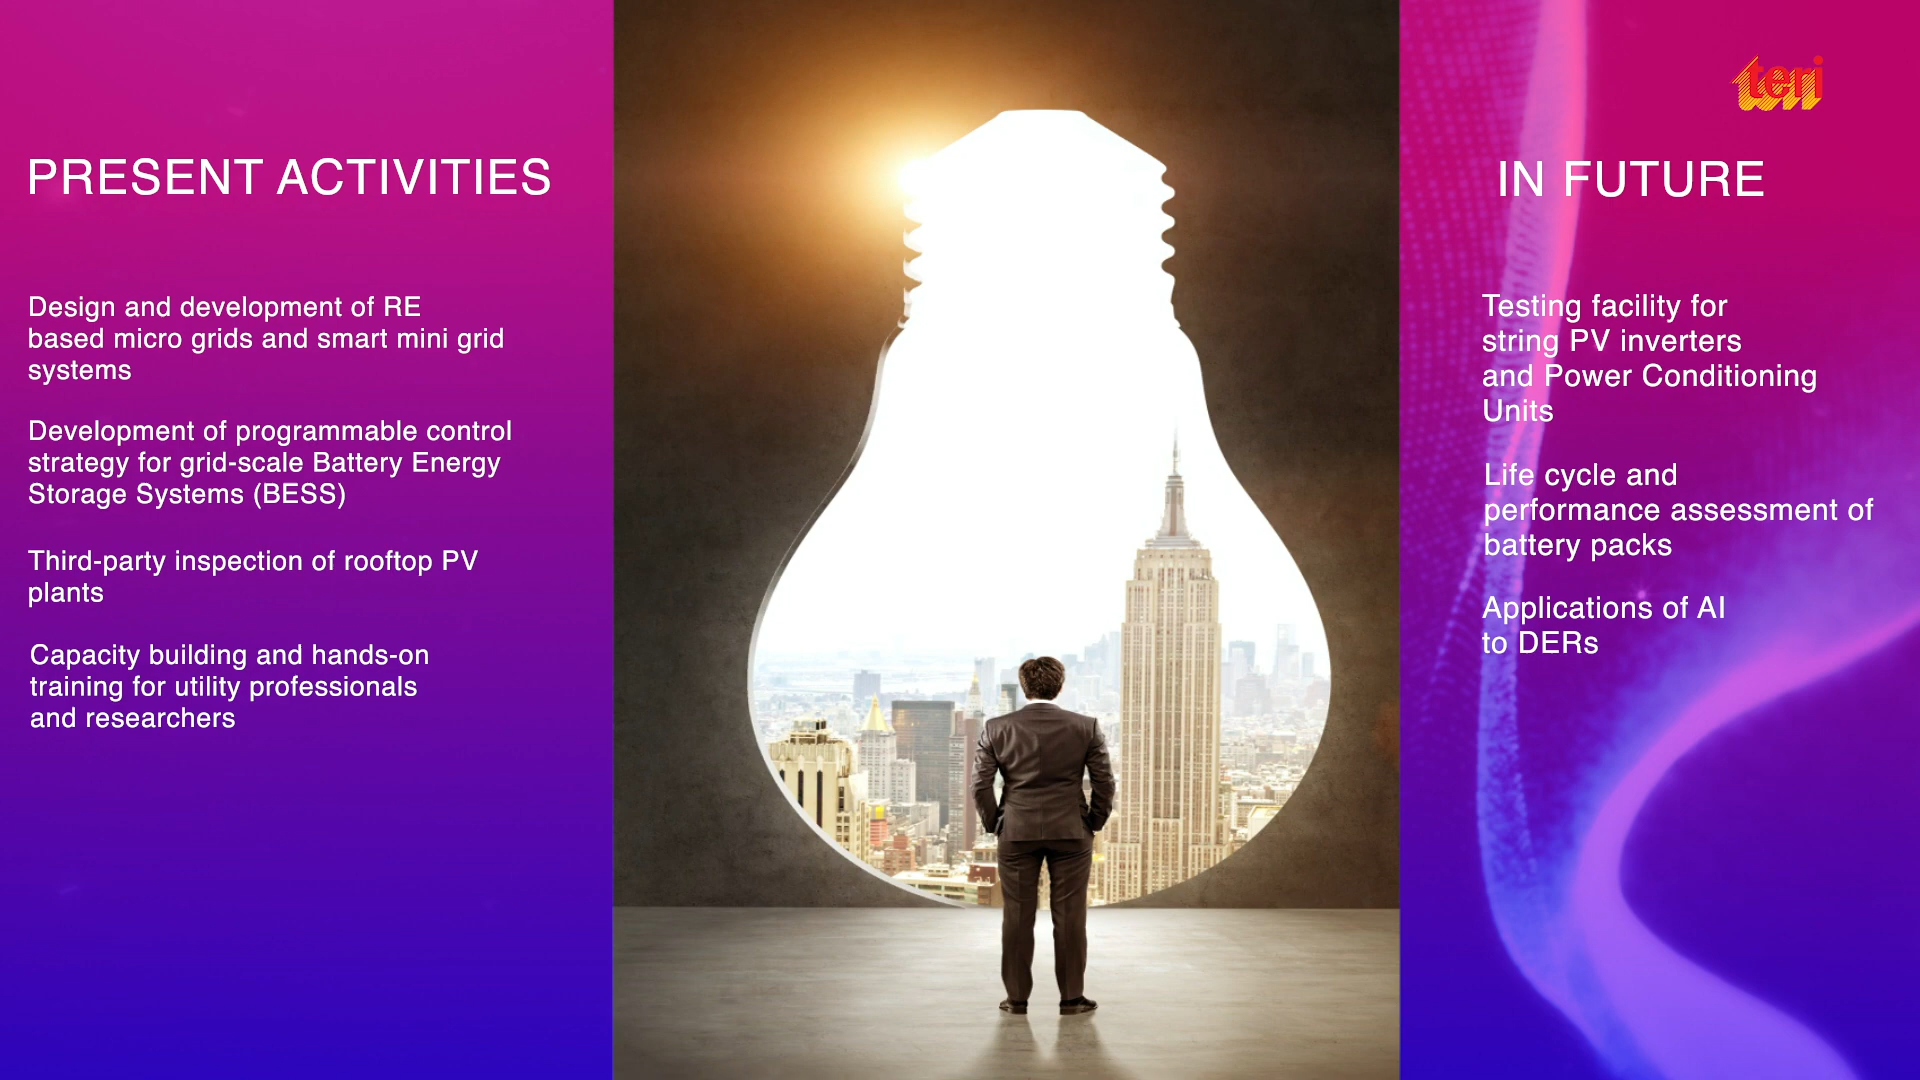 teri
PRESENT ACTIVITIES
Design and development of RE
based micro grids and smart mini grid
systems
Development of programmable control
strategy for grid-scale Battery Energy
Storage Systems (BESS)
Third-party inspection of rooftop PV
plants
Capacity building and hands-on
training for utility professionals
and researchers
IN FUTURE
Testing facility for
string PV inverters
and Power Conditioning
Units
Life cycle and
performance assessment of
battery packs
Applications of AI
to DERs